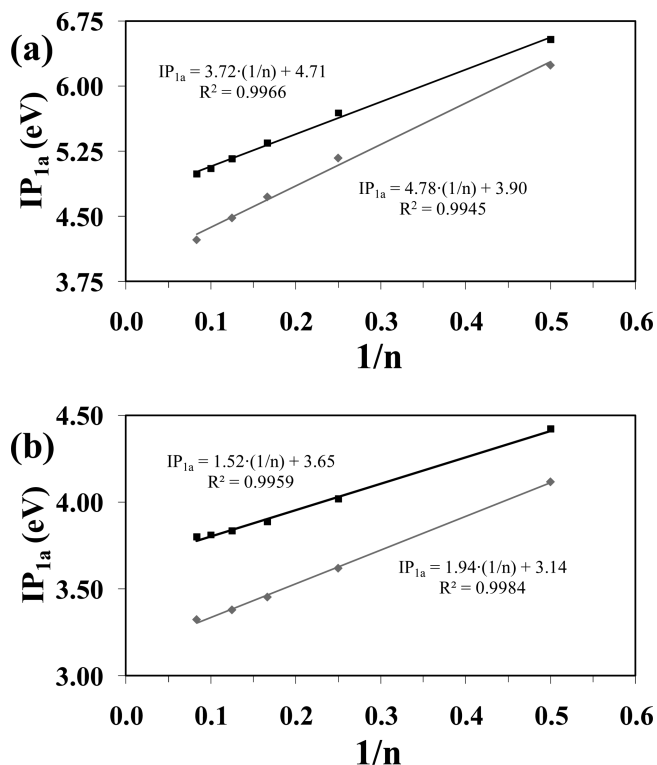 (a)
IP1a (eV)
6.75
6.00
5.25
4.50
3.75
IP1a = 3.72·(1/n) + 4.71
R² = 0.9966
IP1a = 4.78·(1/n) + 3.90
R² = 0.9945
0.0 0.1 0.2 0.3 0.4 0.5 0.6
1/n
(b)
IP1a (eV)
4.50
4.00
3.50
3.00
IP1a = 1.52·(1/n) + 3.65
R² = 0.9959
IP1a = 1.94·(1/n) + 3.14
R² = 0.9984
0.0 0.1 0.2 0.3 0.4 0.5 0.6
1/n